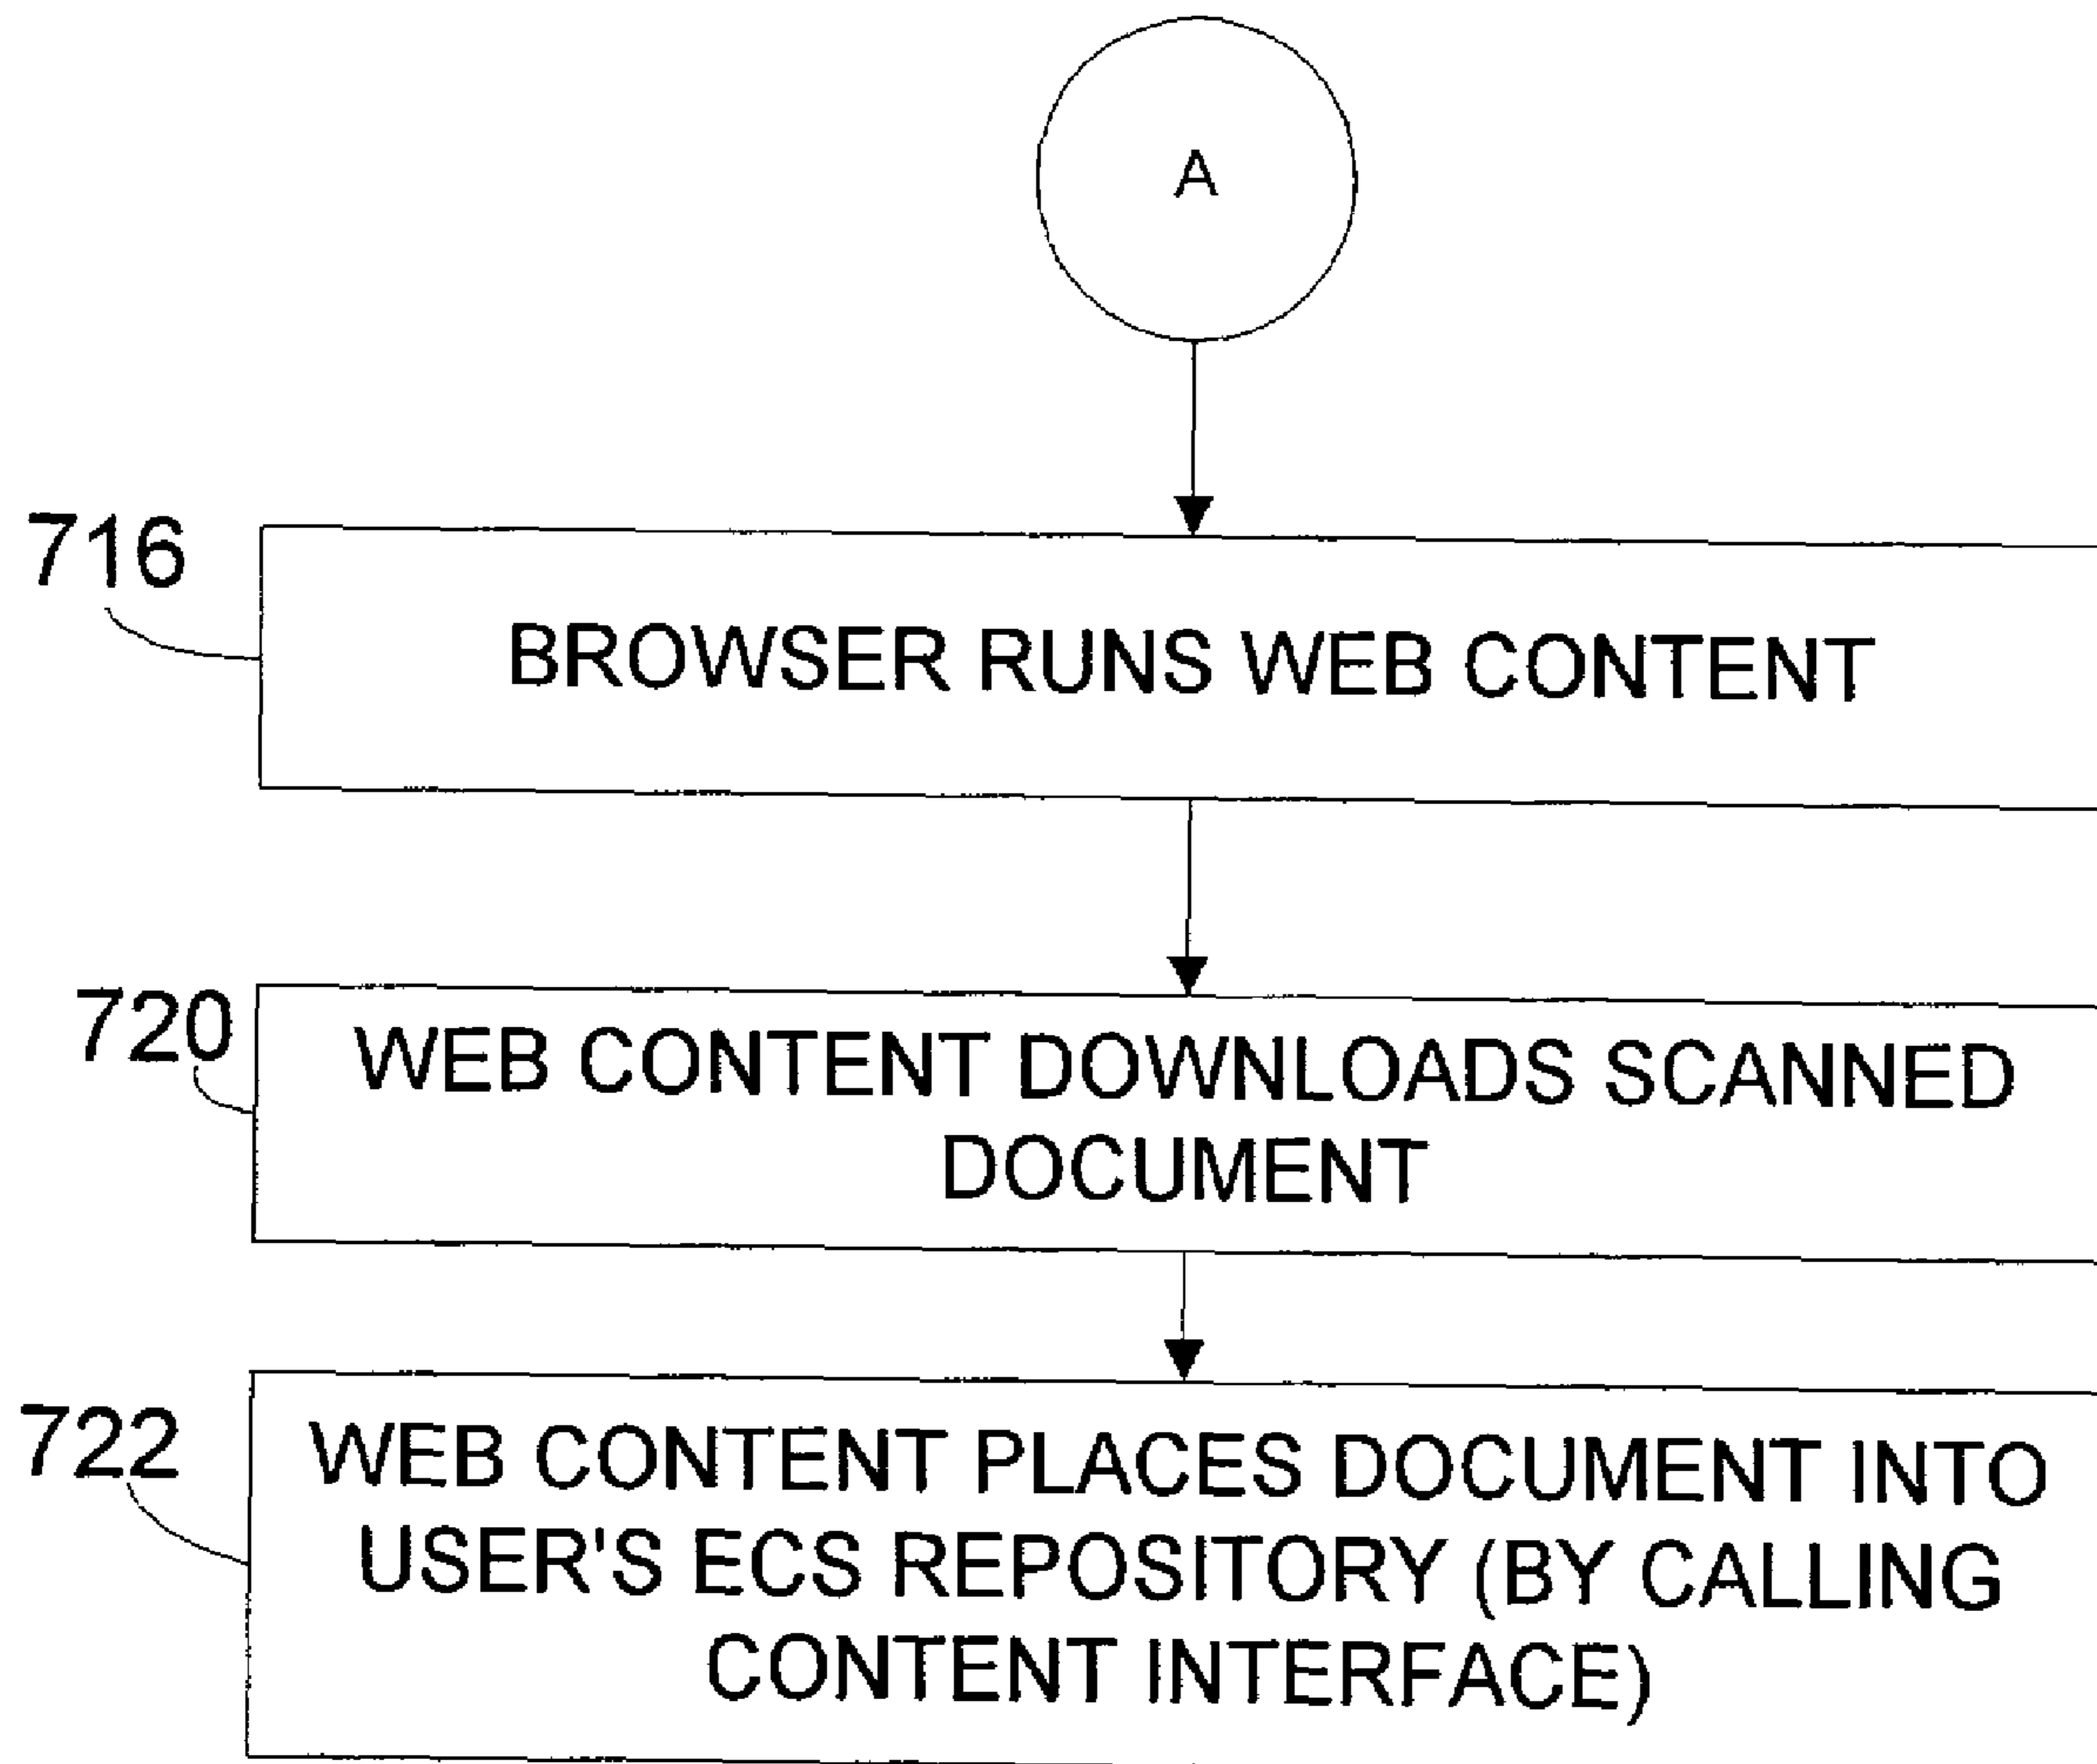 A
716
BROWSER RUNS WEB CONTENT
720
WEB CONTENT DOWNLOADS SCANNED
DOCUMENT
722
WEB CONTENT PLACES DOCUMENT INTO
USER'S ECS REPOSITORY (BY CALLING
CONTENT INTERFACE)